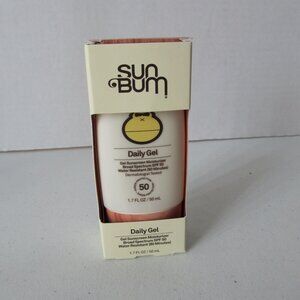 SUN
BUM
Daily Gel
Gel Sunscreen Moisturizer
Broad Spectrum SPF 50
Water Resistant (80 Minutes)
Dermatologist Tested
50
1.7 FL OZ / 50 mL
Daily Gel
Gel Sunscreen Moisturizer
Broad Spectrum SPF 50
Water Resistant (80 Minutes)
1.7 FL OZ / 50 mL